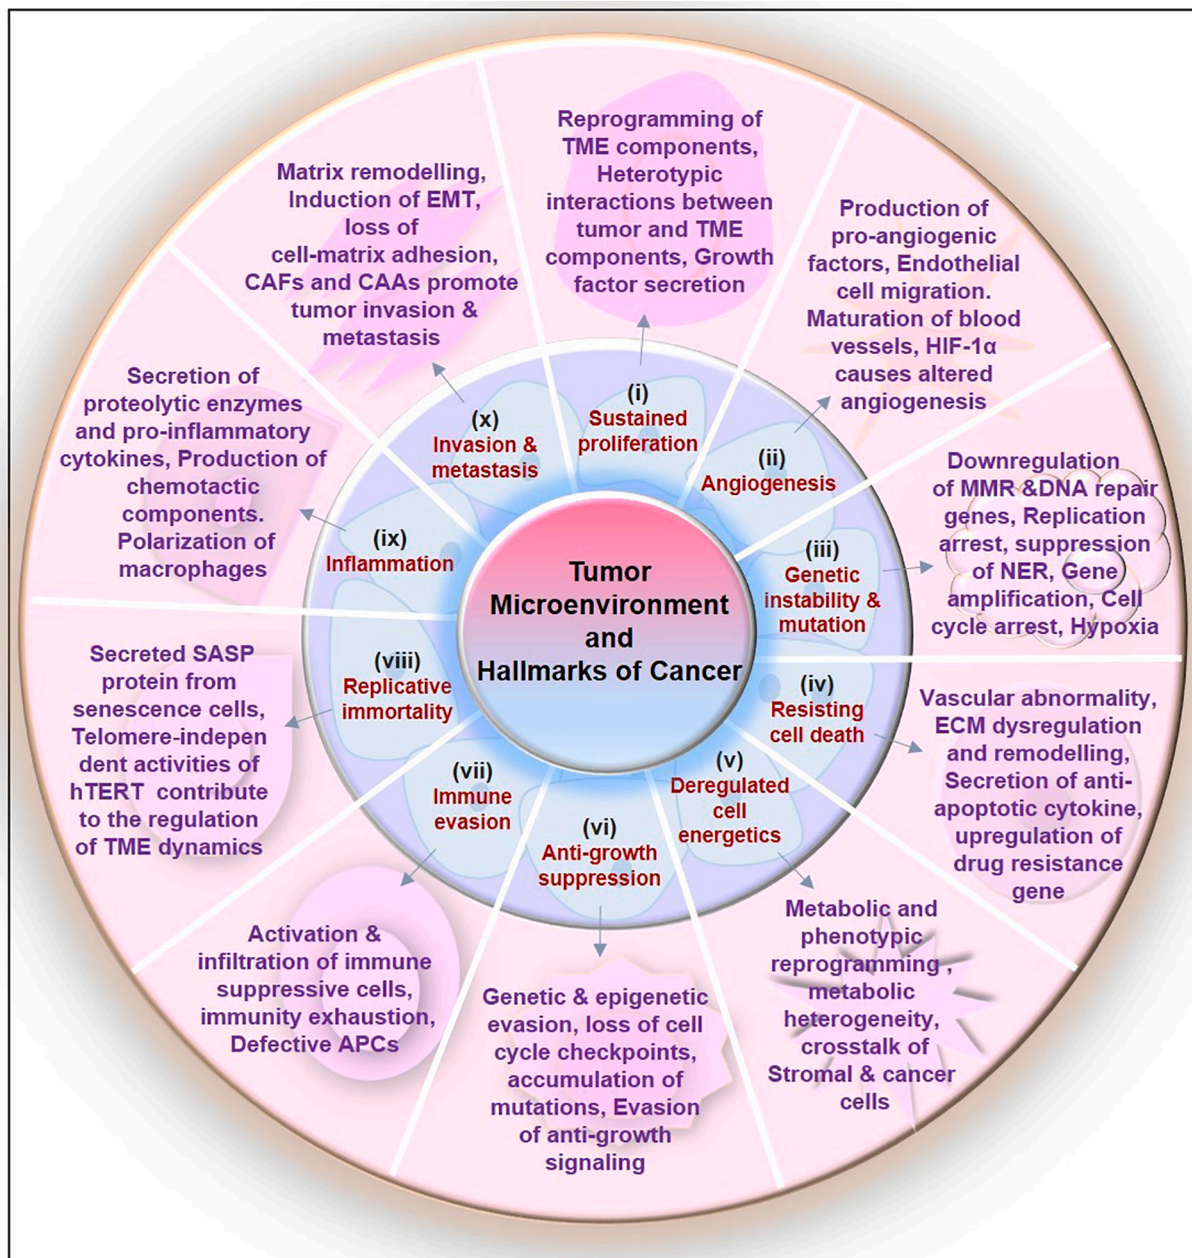 Tumor
Microenvironment
and
Hallmarks of Cancer
(i)
Sustained
proliferation
Reprogramming of
TME components,
Heterotypic
interactions between
tumor and TME
components, Growth
factor secretion
(ii)
Angiogenesis
Production of
pro-angiogenic
factors, Endothelial
cell migration.
Maturation of blood
vessels, HIF-1α
causes altered
angiogenesis
(iii)
Genetic
instability &
mutation
Downregulation
of MMR &DNA repair
genes, Replication
arrest, suppression
of NER, Gene
amplification, Cell
cycle arrest, Hypoxia
(iv)
Resisting
cell death
Vascular abnormality,
ECM dysregulation
and remodelling,
Secretion of anti-
apoptotic cytokine,
upregulation of
drug resistance
gene
(v)
Deregulated
cell
energetics
Metabolic and
phenotypic
reprogramming ,
metabolic
heterogeneity,
crosstalk of
Stromal & cancer
cells
(vi)
Anti-growth
suppression
Genetic & epigenetic
evasion, loss of cell
cycle checkpoints,
accumulation of
mutations, Evasion
of anti-growth
signaling
(vii)
Immune
evasion
Activation &
infiltration of immune
suppressive cells,
immunity exhaustion,
Defective APCs
(viii)
Replicative
immortality
Secreted SASP
protein from
senescence cells,
Telomere-indepen
dent activities of
hTERT contribute
to the regulation
of TME dynamics
(ix)
Inflammation
Secretion of
proteolytic enzymes
and pro-inflammatory
cytokines, Production of
chemotactic
components.
Polarization of
macrophages
(x)
Invasion &
metastasis
Matrix remodelling,
Induction of EMT,
loss of
cell-matrix adhesion,
CAFs and CAAs promote
tumor invasion &
metastasis